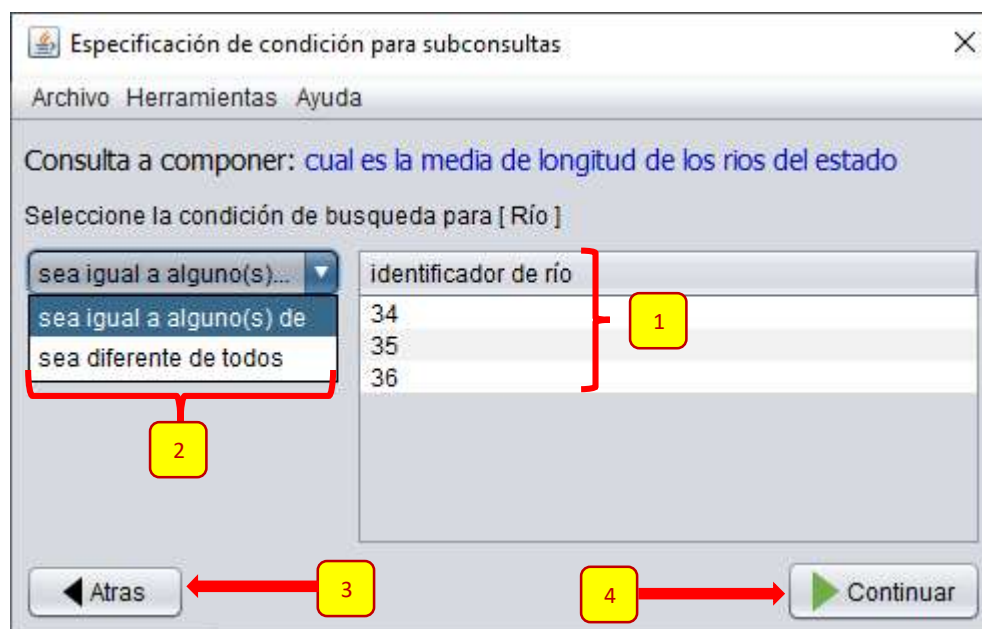 Especificación de condición para subconsultas
Archivo Herramientas Ayuda
Consulta a componer: cual es la media de longitud de los rios del estado
Seleccione la condición de busqueda para [ Río ]
sea igual a alguno(s)...
identificador de río
sea igual a alguno(s) de
34
1
35
sea diferente de todos
36
2
Atras
3
4
Continuar